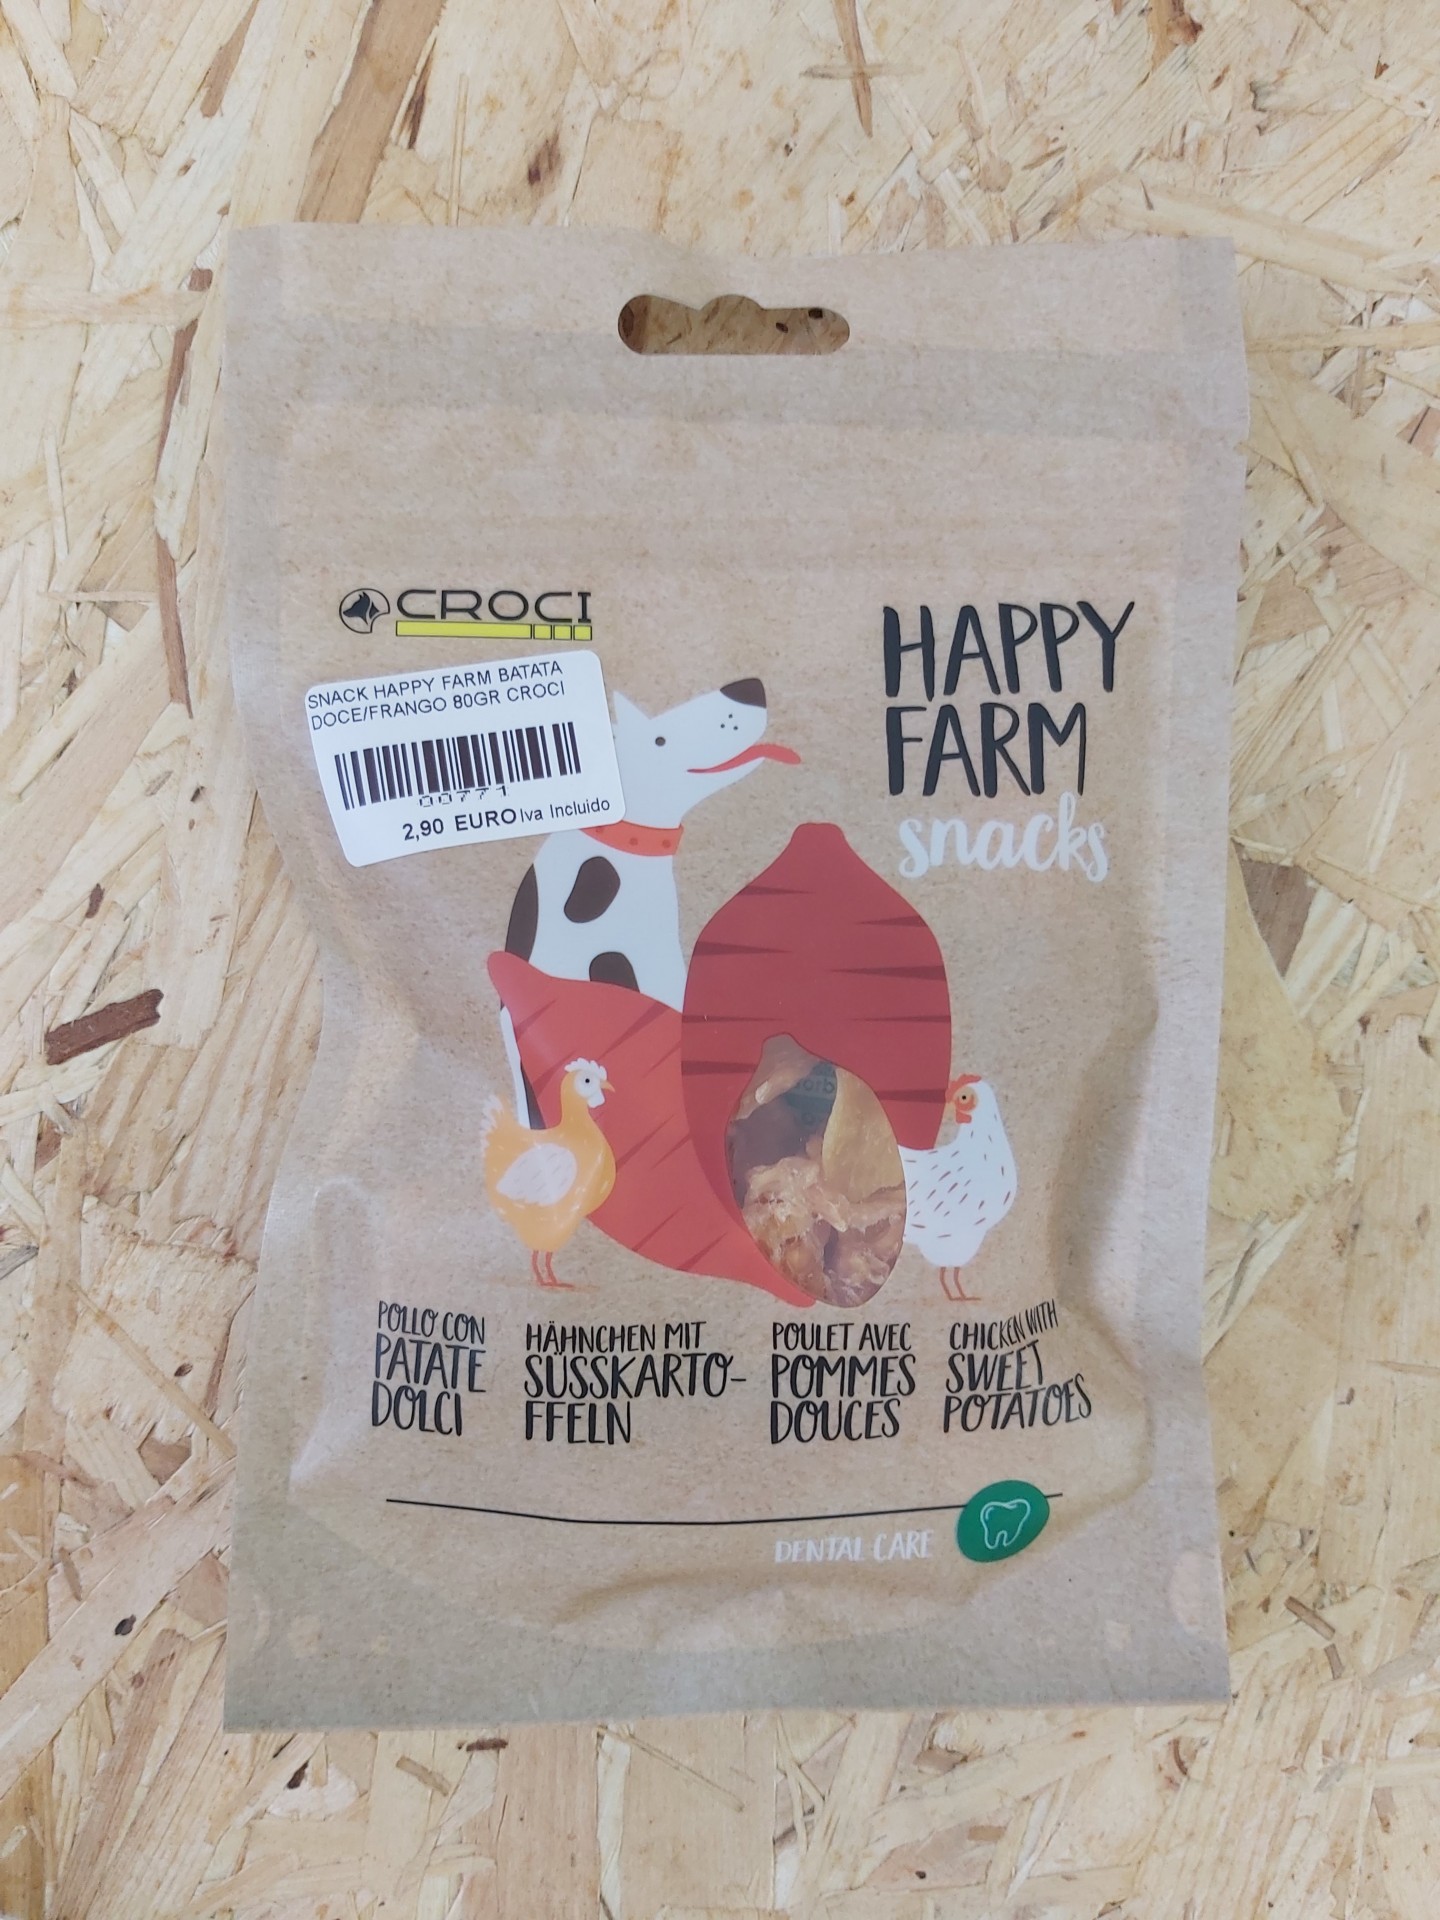 CROCI
SNACK HAPPY FARM BATATA
DOCE/FRANGO 80GR CROCI
00771
2,90 EURO Iva Incluido
HAPPY
FARM
snacks
POLLO CON
PATATE
DOLCI
HÄHNCHEN MIT
SÜSSKARTO-
FFELN
POULET AVEC
POMMES
DOUCES
CHICKEN WITH
SWEET
POTATOES
DENTAL CARE